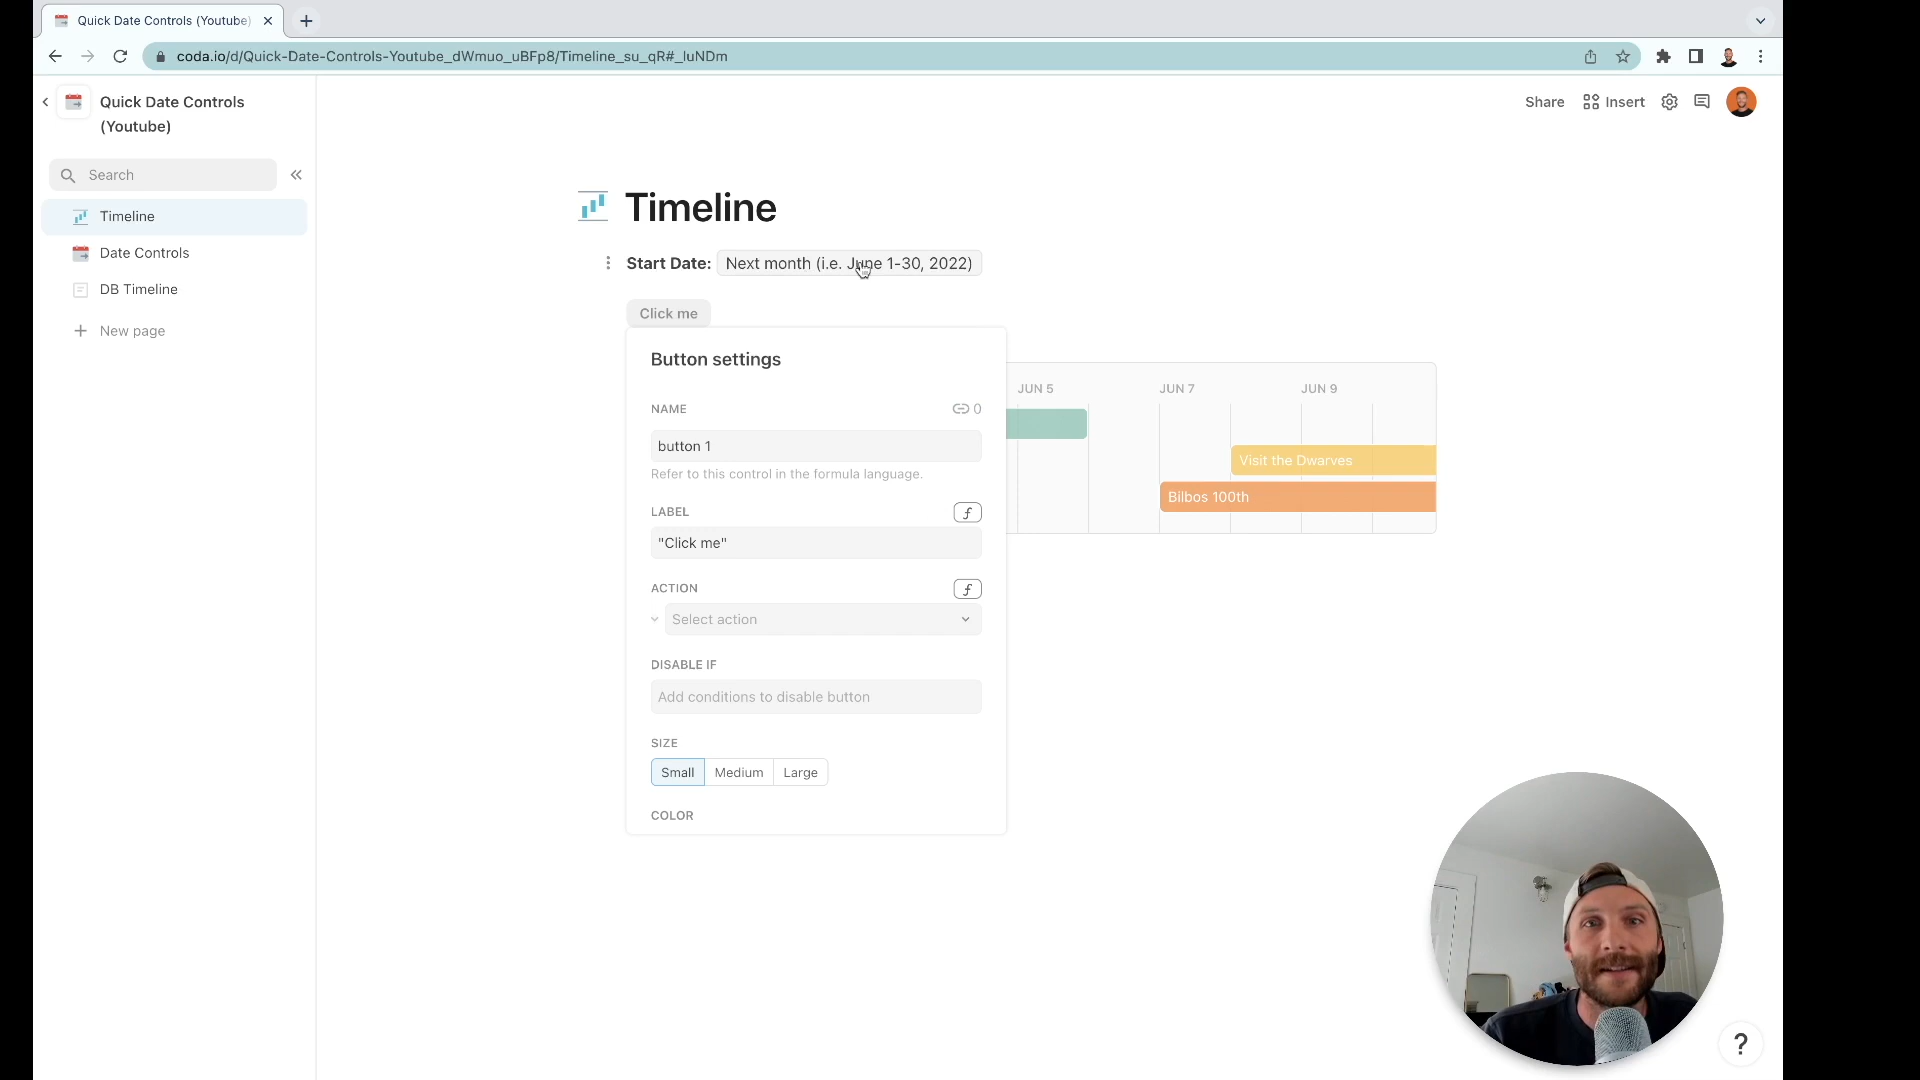 Quick Date Controls (Youtube)
coda.io/d/Quick-Date-Controls-Youtube_dWmuo_uBFp8/Timeline_su_qR#_luNDm
Quick Date Controls
(Youtube)
Share
Insert
Search
Timeline
Date Controls
DB Timeline
New page
Timeline
Start Date: Next month (i.e. June 1-30, 2022)
Click me
Button settings
NAME
0
button 1
Refer to this control in the formula language.
LABEL
"Click me"
ACTION
Select action
DISABLE IF
Add conditions to disable button
SIZE
Small
Medium
Large
COLOR
JUN 5
JUN 7
JUN 9
Visit the Dwarves
Bilbos 100th
?